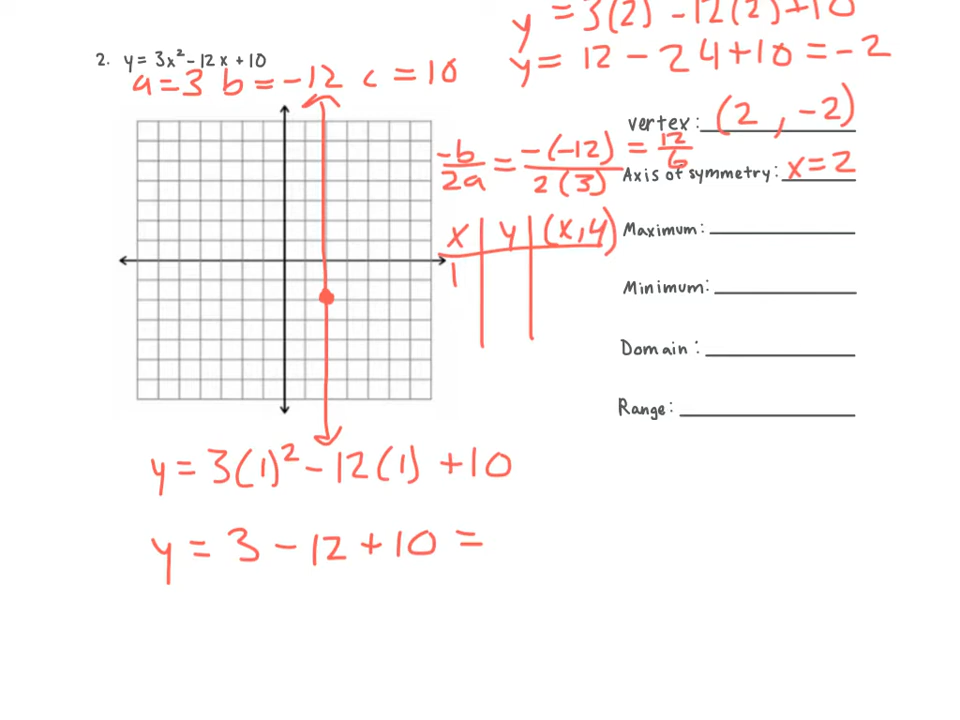 y = 3(2) - 12(2) + 10
2. y = 3x² - 12x + 10
y = 12 - 24 + 10 = -2
a = 3 b = -12 c = 10
vertex: (2, -2)
-b/2a = -(-12)/2(3) = 12/6
Axis of symmetry: x = 2
x y (x, y)
1
Maximum:
Minimum:
Domain:
Range:
y = 3(1)² - 12(1) + 10
y = 3 - 12 + 10 =